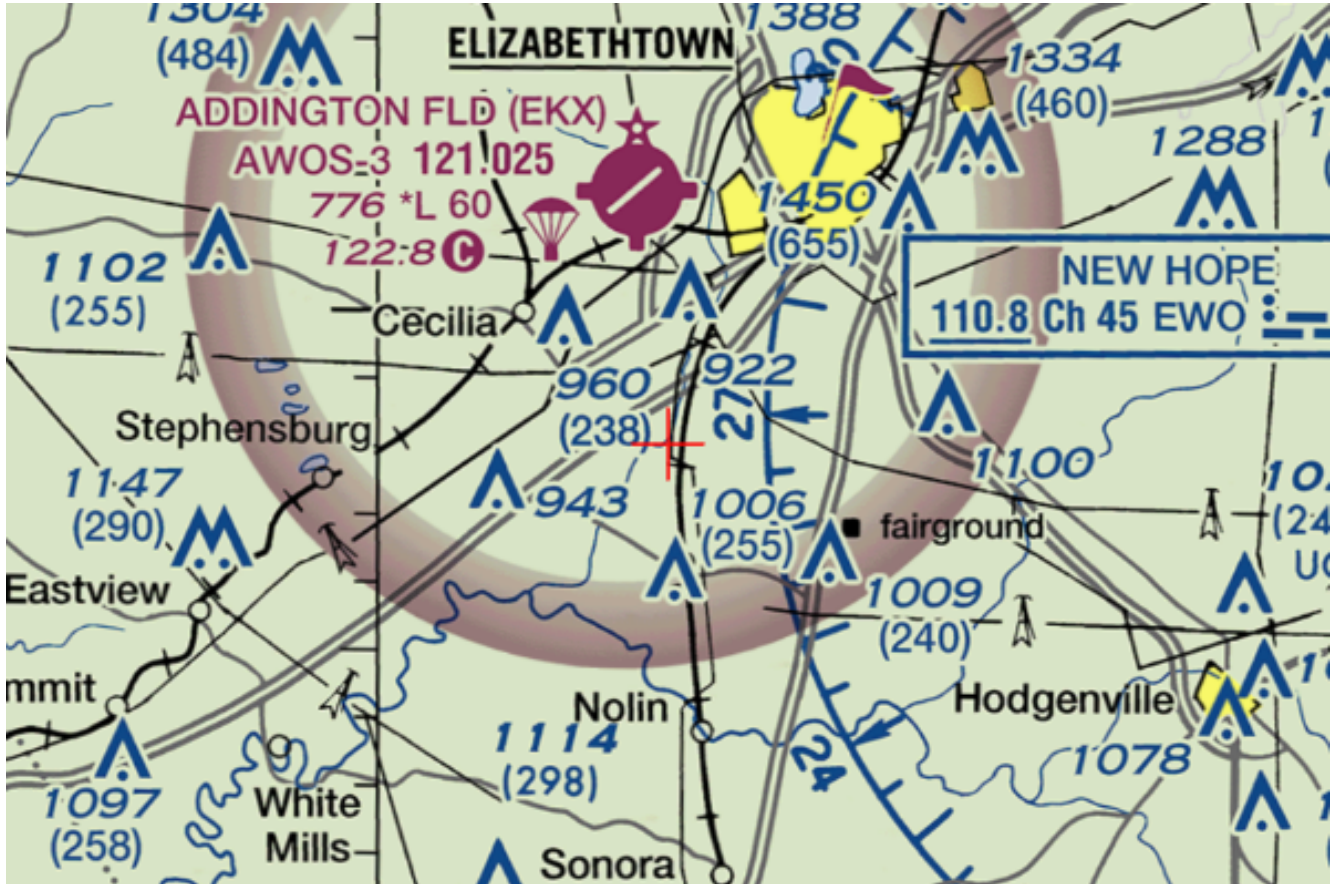 1304
(484)
ELIZABETHTOWN
1388
1334
(460)
ADDINGTON FLD (EKX)
AWOS-3 121.025
776 *L 60
122.8 C
1288
1450
(655)
1102
(255)
NEW HOPE
110.8 Ch 45 EWO
Cecilia
960
(238)
922
27
Stephensburg
1147
(290)
943
1100
1006
(255)
fairground
Eastview
1009
(240)
mmit
Nolin
Hodgenville
1114
(298)
24
1078
1097
(258)
White
Mills
Sonora